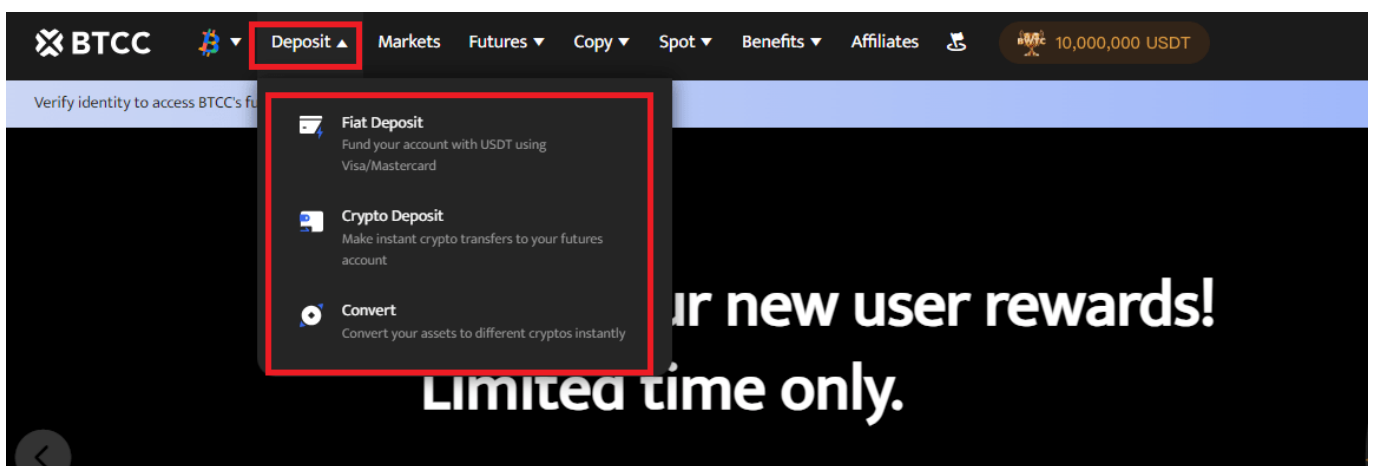 BTCC
Deposit ▲ Markets Futures ▼ Copy ▼ Spot ▼ Benefits ▼ Affiliates 10,000,000 USDT
Verify identity to access BTCC's
Fiat Deposit
Fund your account with USDT using
Visa/Mastercard
Crypto Deposit
Make instant crypto transfers to your futures
account
Convert
Convert your assets to different cryptos instantly
new user rewards!
Limited time only.